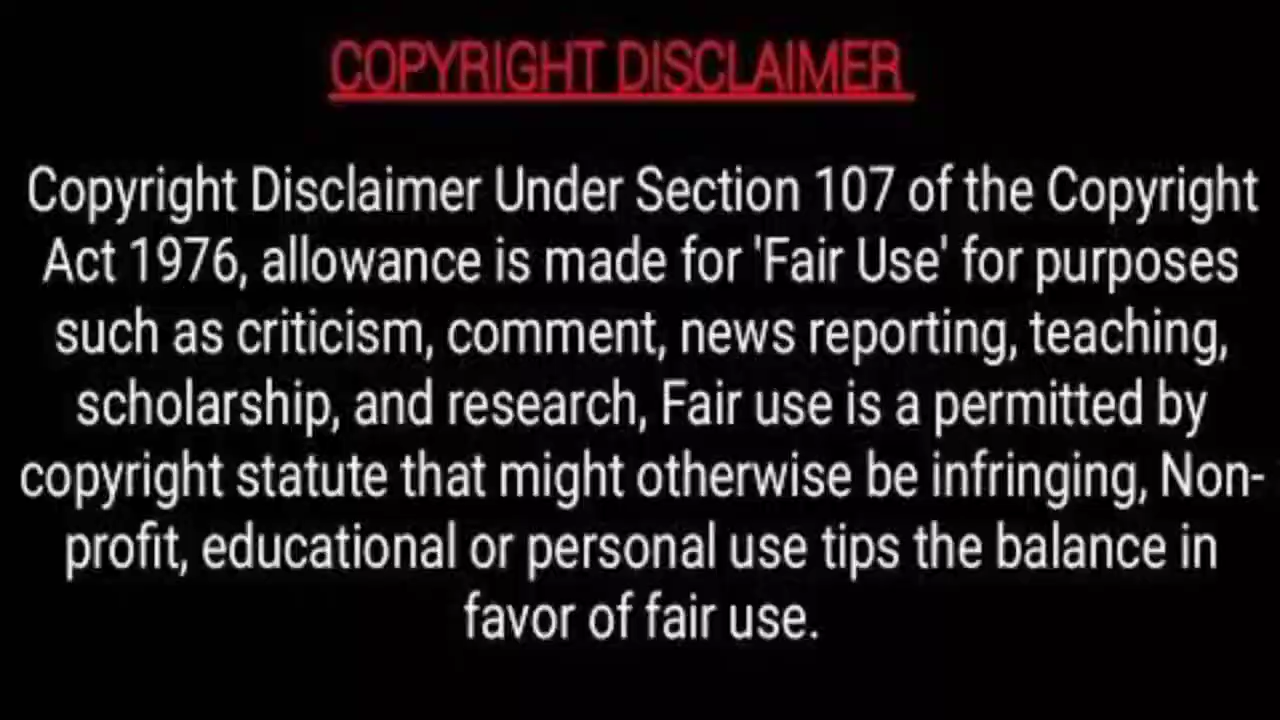 COPYRIGHT DISCLAIMER
Copyright Disclaimer Under Section 107 of the Copyright
Act 1976, allowance is made for 'Fair Use' for purposes
such as criticism, comment, news reporting, teaching,
scholarship, and research, Fair use is a permitted by
copyright statute that might otherwise be infringing, Non-
profit, educational or personal use tips the balance in
favor of fair use.